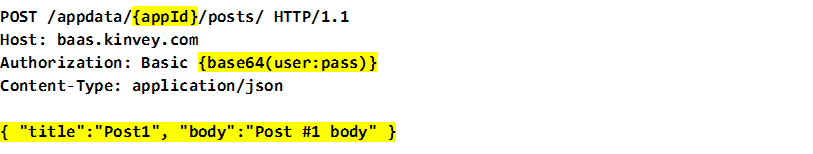 POST /appdata/{appId}/posts/ HTTP/1.1
Host: baas.kinvey.com
Authorization: Basic {base64(user:pass)}
Content-Type: application/json
{ "title":"Post1", "body":"Post #1 body" }